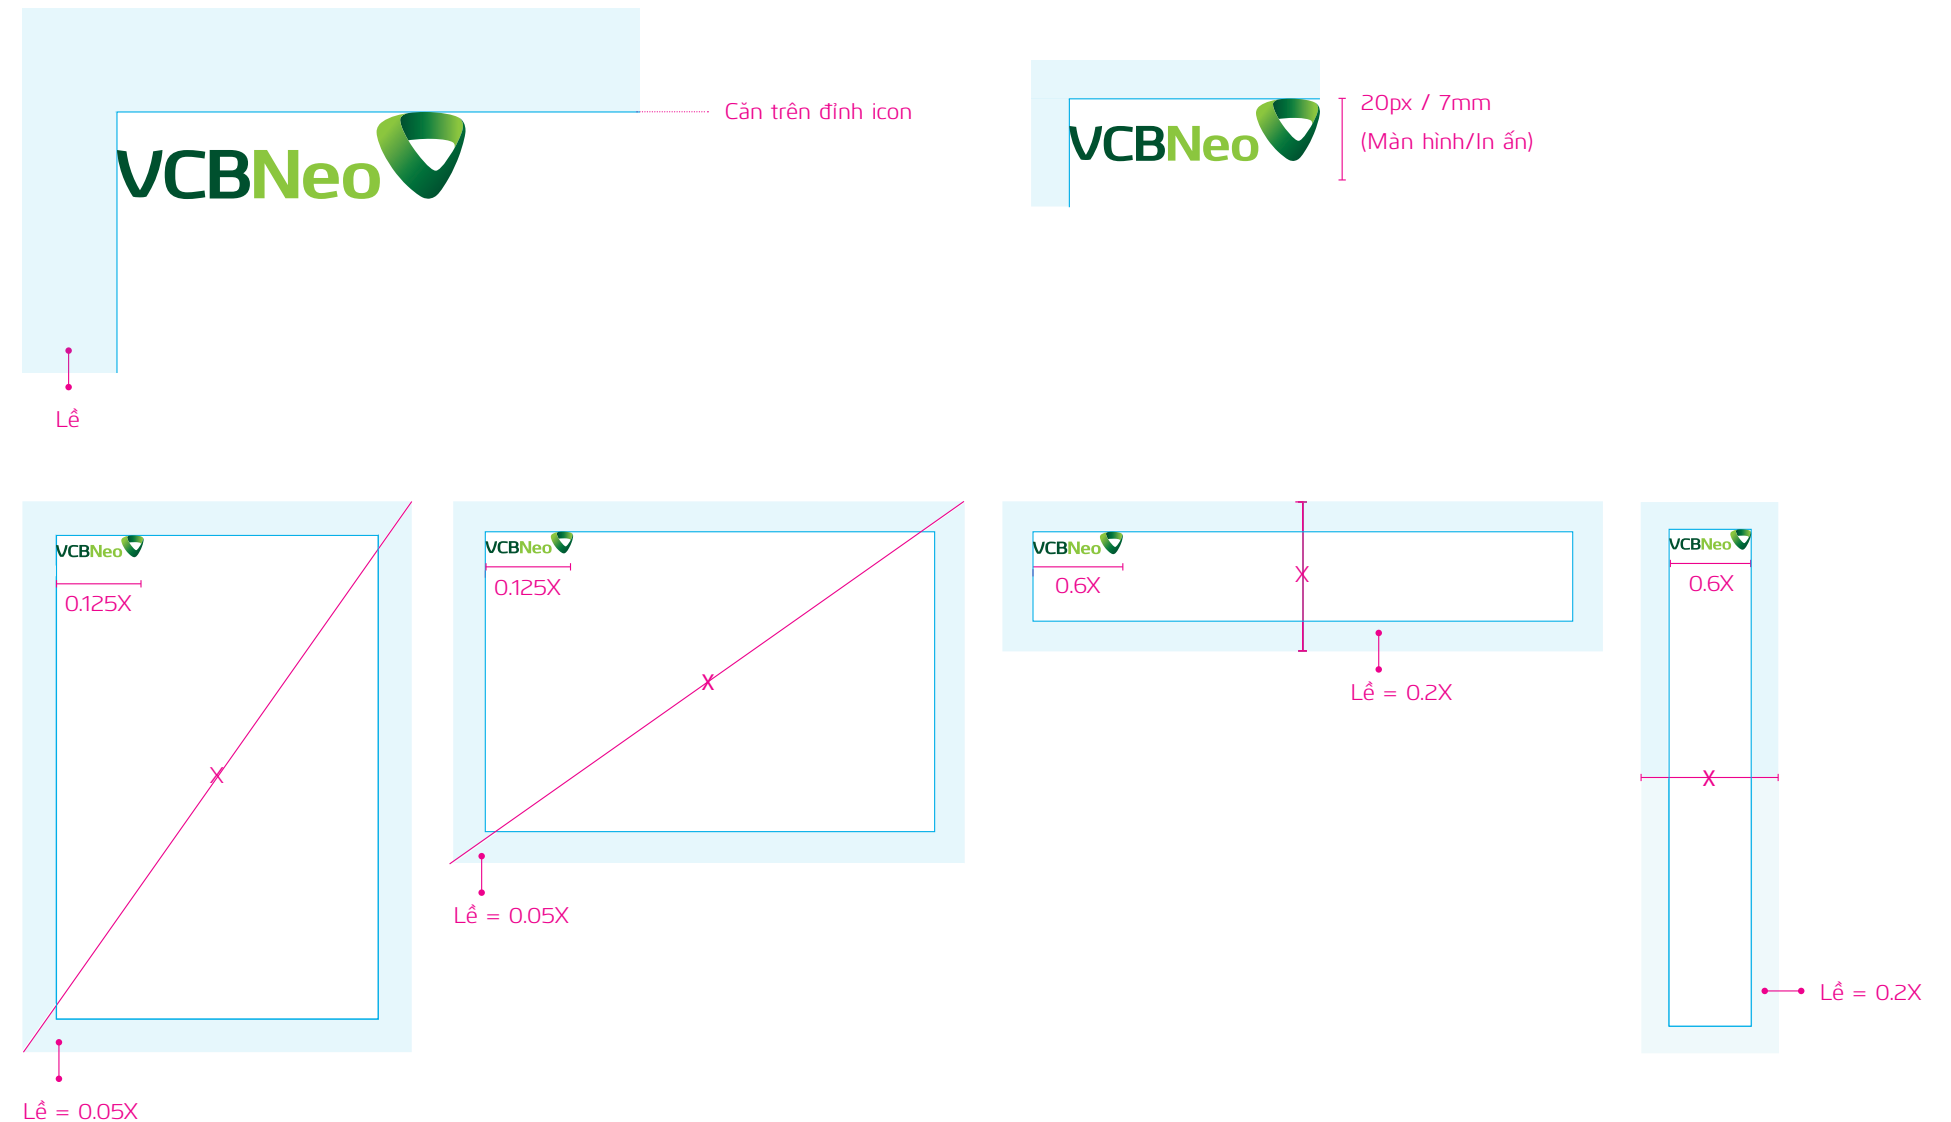 VCBNeo
Căn trên đỉnh icon
Lề
VCBNeo
20px / 7mm
(Màn hình/In ấn)
VCBNeo
0.125X
X
Lề = 0.05X
VCBNeo
0.125X
X
Lề = 0.05X
VCBNeo
0.6X
X
Lề = 0.2X
VCBNeo
0.6X
X
Lề = 0.2X